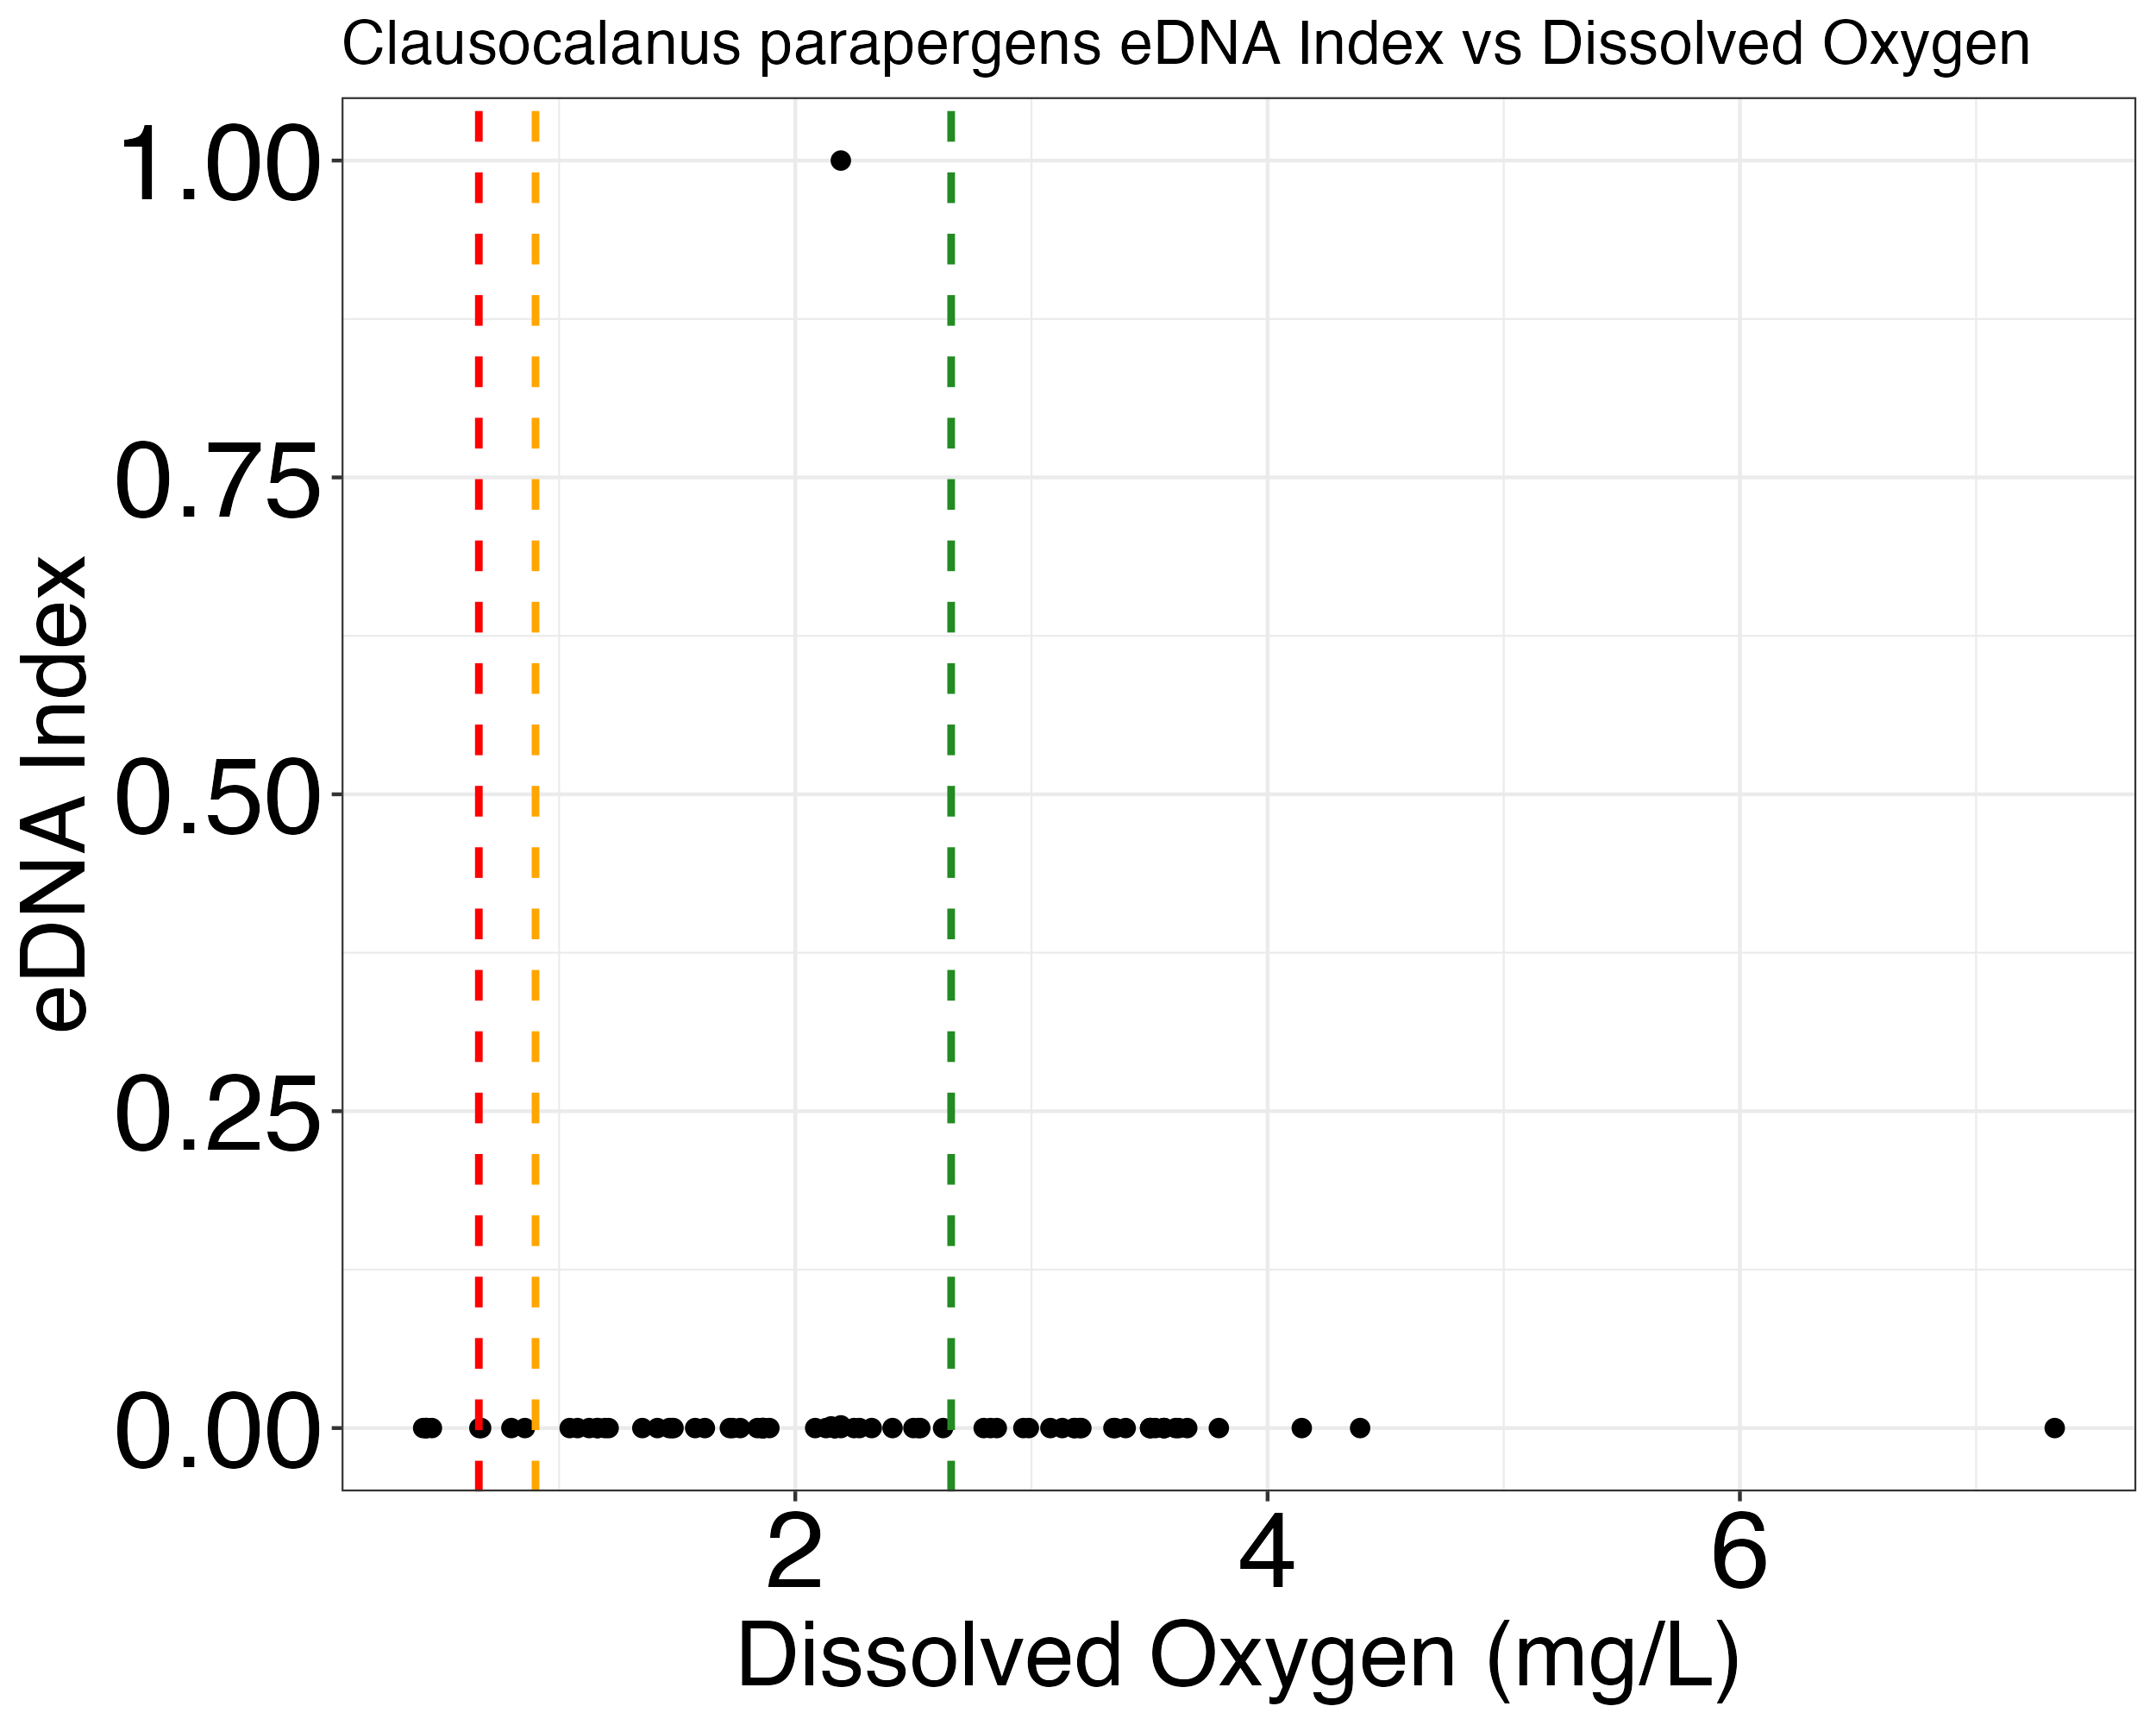 Clausocalanus parapergens eDNA Index vs Dissolved Oxygen
1.00
0.75
0.50
0.25
0.00
eDNA Index
2 4 6
Dissolved Oxygen (mg/L)